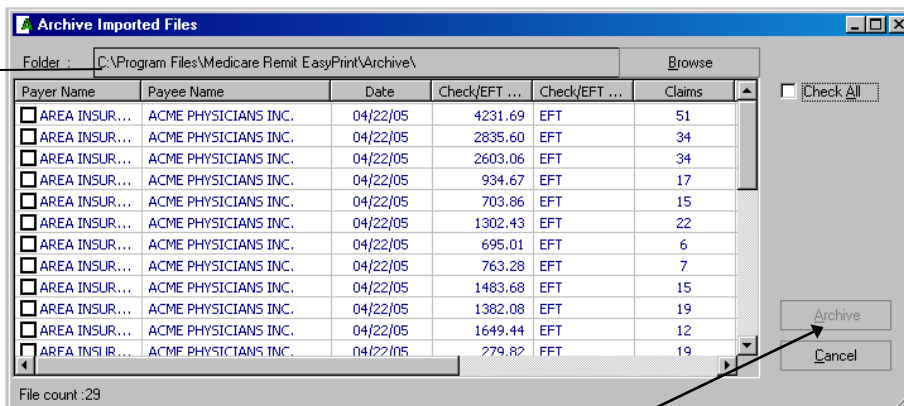 Archive Imported Files
Folder : C:\Program Files\Medicare Remit EasyPrint\Archive\ Browse
Payer Name Payee Name Date Check/EFT ... Check/EFT ... Claims
Check All
AREA INSUR... ACME PHYSICIANS INC. 04/22/05 4231.69 EFT 51
AREA INSUR... ACME PHYSICIANS INC. 04/22/05 2835.60 EFT 34
AREA INSUR... ACME PHYSICIANS INC. 04/22/05 2603.06 EFT 34
AREA INSUR... ACME PHYSICIANS INC. 04/22/05 934.67 EFT 17
AREA INSUR... ACME PHYSICIANS INC. 04/22/05 703.86 EFT 15
AREA INSUR... ACME PHYSICIANS INC. 04/22/05 1302.43 EFT 22
AREA INSUR... ACME PHYSICIANS INC. 04/22/05 695.01 EFT 6
AREA INSUR... ACME PHYSICIANS INC. 04/22/05 763.28 EFT 7
AREA INSUR... ACME PHYSICIANS INC. 04/22/05 1483.68 EFT 15
AREA INSUR... ACME PHYSICIANS INC. 04/22/05 1382.08 EFT 19
AREA INSUR... ACME PHYSICIANS INC. 04/22/05 1649.44 EFT 12
AREA INSUR... ACME PHYSICIANS INC. 04/22/05 279.82 EFT 19
Archive
Cancel
File count :29